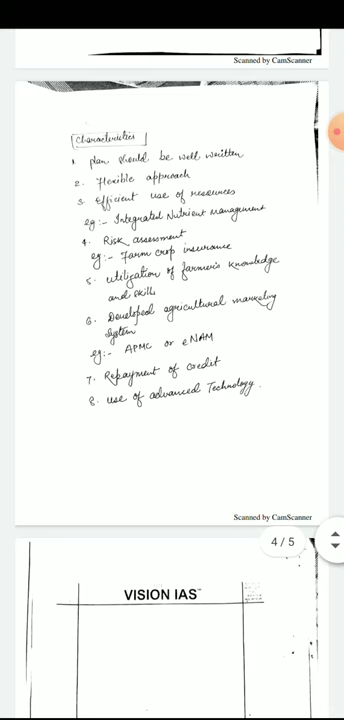 Scanned by CamScanner
Characteristics
1. plan should be well written
2. Flexible approach
3. efficient use of resources
eg:- Integrated Nutrient management
4. Risk assessment
eg:- Farm crop insurance
5. utilization of farmer's knowledge
and skills
6. Developed agricultural marketing
system
eg:- APMC or eNAM
7. Repayment of credit
8. use of advanced Technology.
Scanned by CamScanner
4 / 5
VISION IAS™